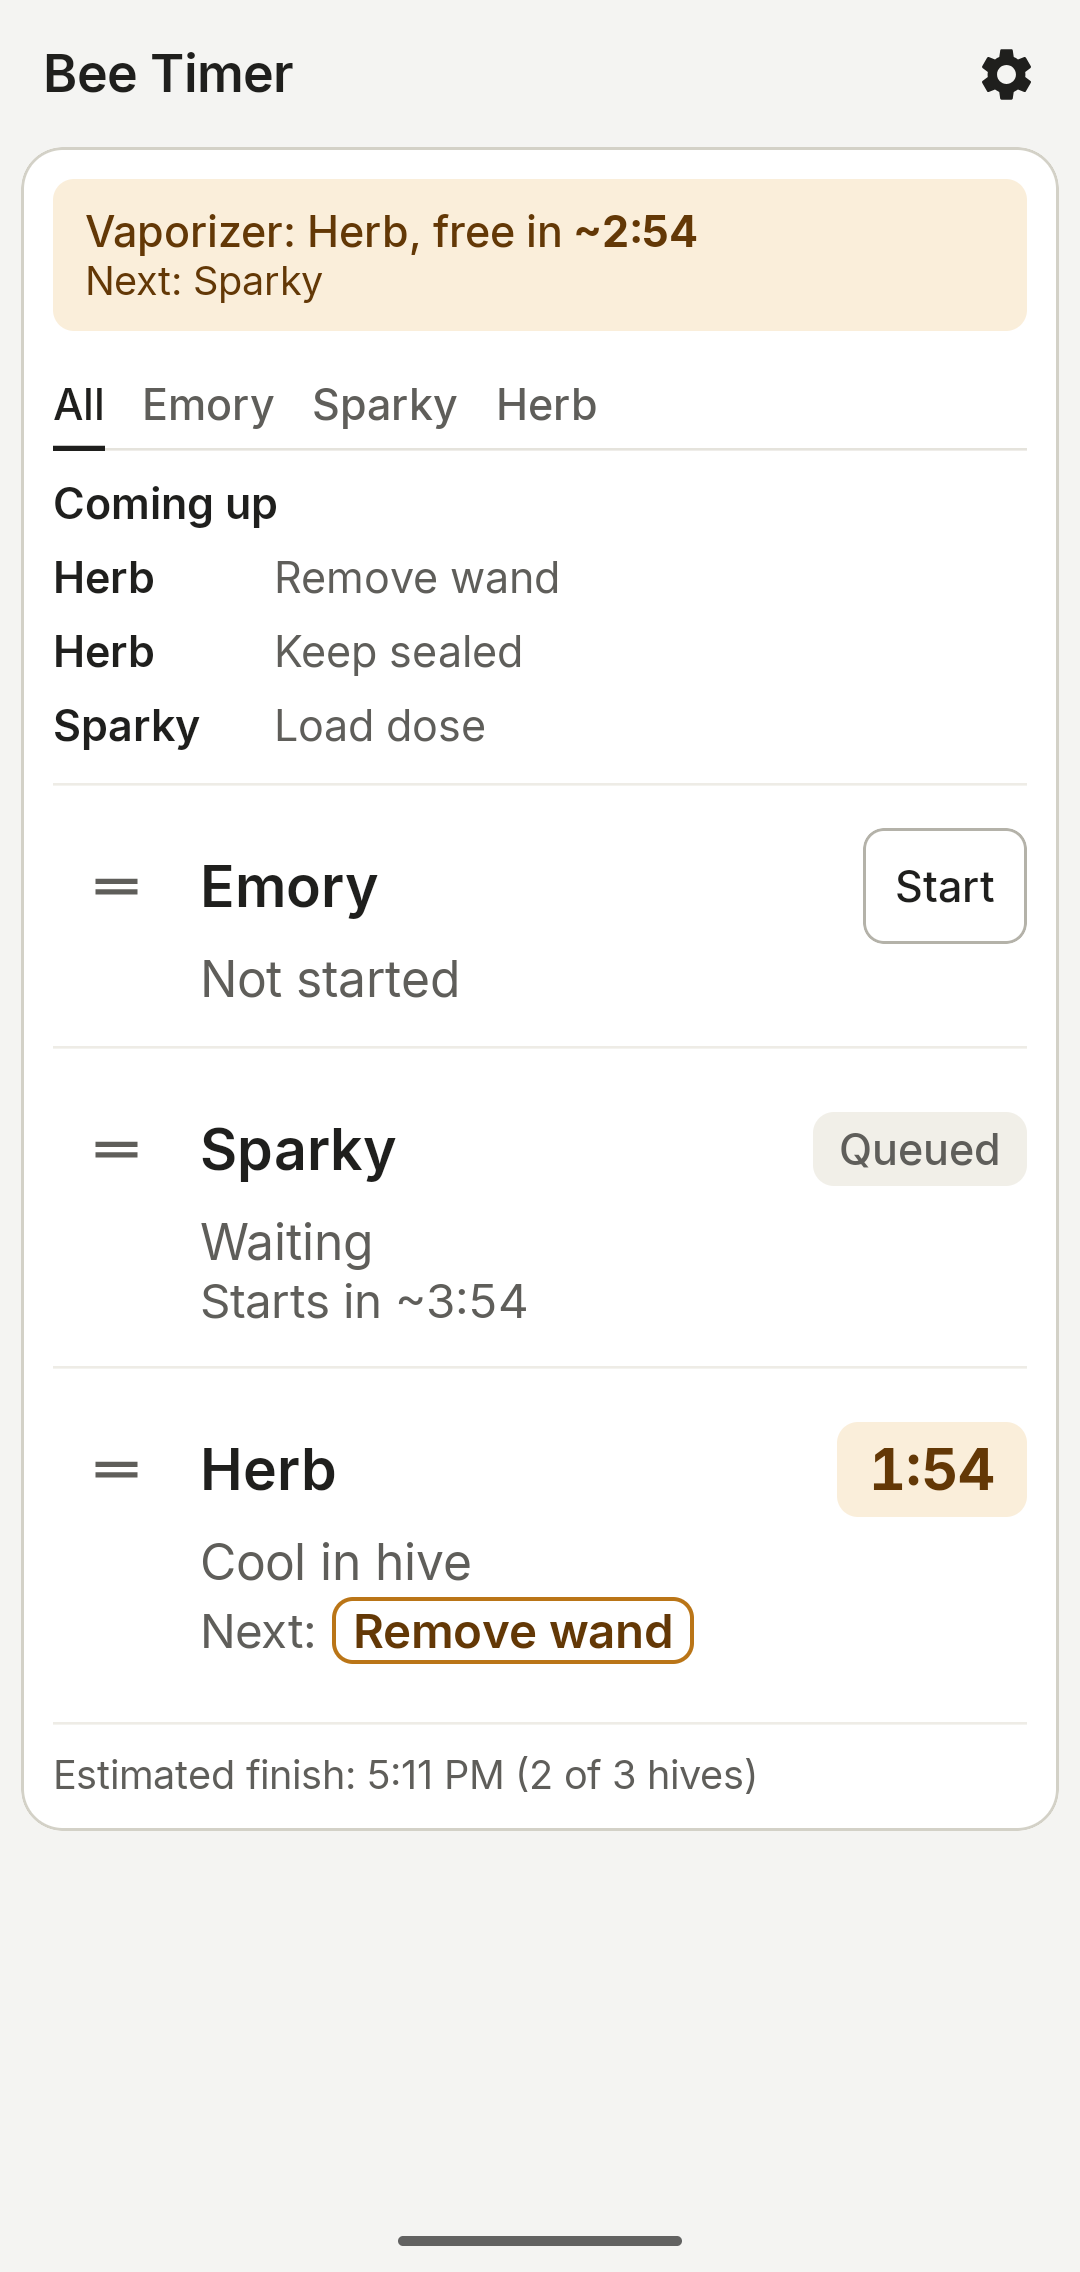 Bee Timer
Vaporizer: Herb, free in ~2:54
Next: Sparky
All Emory Sparky Herb
Coming up
Herb Remove wand
Herb Keep sealed
Sparky Load dose
Emory Start
Not started
Sparky Queued
Waiting
Starts in ~3:54
Herb 1:54
Cool in hive
Next: Remove wand
Estimated finish: 5:11 PM (2 of 3 hives)